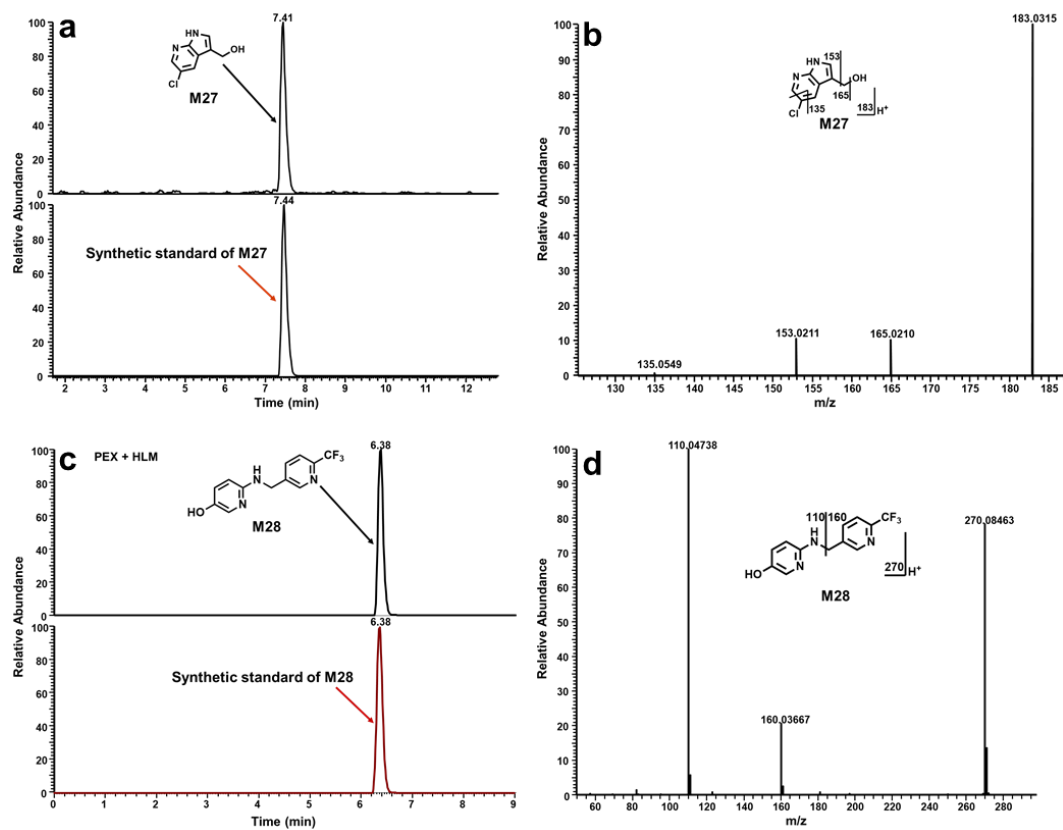 a
7.41
HN
N
OH
Cl
M27
Relative Abundance
100
80
60
40
20
0
7.44
Synthetic standard of M27
Relative Abundance
100
80
60
40
20
0
2 3 4 5 6 7 8 9 10 11 12
Time (min)
b
183.0315
HN
153
N
OH
165
Cl
135
183
H+
M27
153.0211
165.0210
135.0549
Relative Abundance
100
90
80
70
60
50
40
30
20
10
0
130 135 140 145 150 155 160 165 170 175 180 185
m/z
c
PEX + HLM
6.38
H
N
CF3
N
N
HO
M28
Relative Abundance
100
80
60
40
20
0
6.38
Synthetic standard of M28
Relative Abundance
100
80
60
40
20
0
0 1 2 3 4 5 6 7 8 9
Time (min)
d
110.04738
110 160
H
N
CF3
N
N
HO
270
H+
M28
270.08463
160.03667
Relative Abundance
100
90
80
70
60
50
40
30
20
10
0
60 80 100 120 140 160 180 200 220 240 260 280
m/z